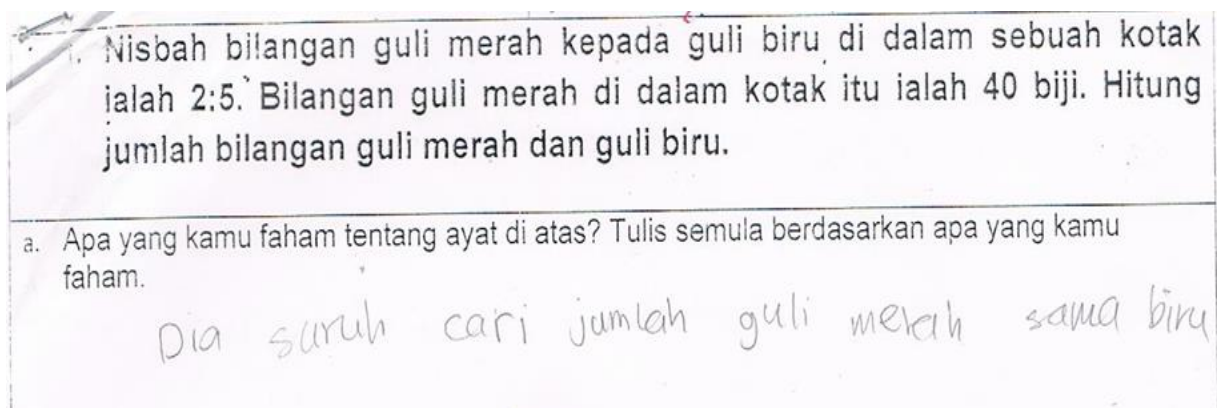 Nisbah bilangan guli merah kepada guli biru di dalam sebuah kotak
ialah 2:5. Bilangan guli merah di dalam kotak itu ialah 40 biji. Hitung
jumlah bilangan guli merah dan guli biru.
a. Apa yang kamu faham tentang ayat di atas? Tulis semula berdasarkan apa yang kamu
faham.
Dia suruh cari jumlah guli merah sama biru